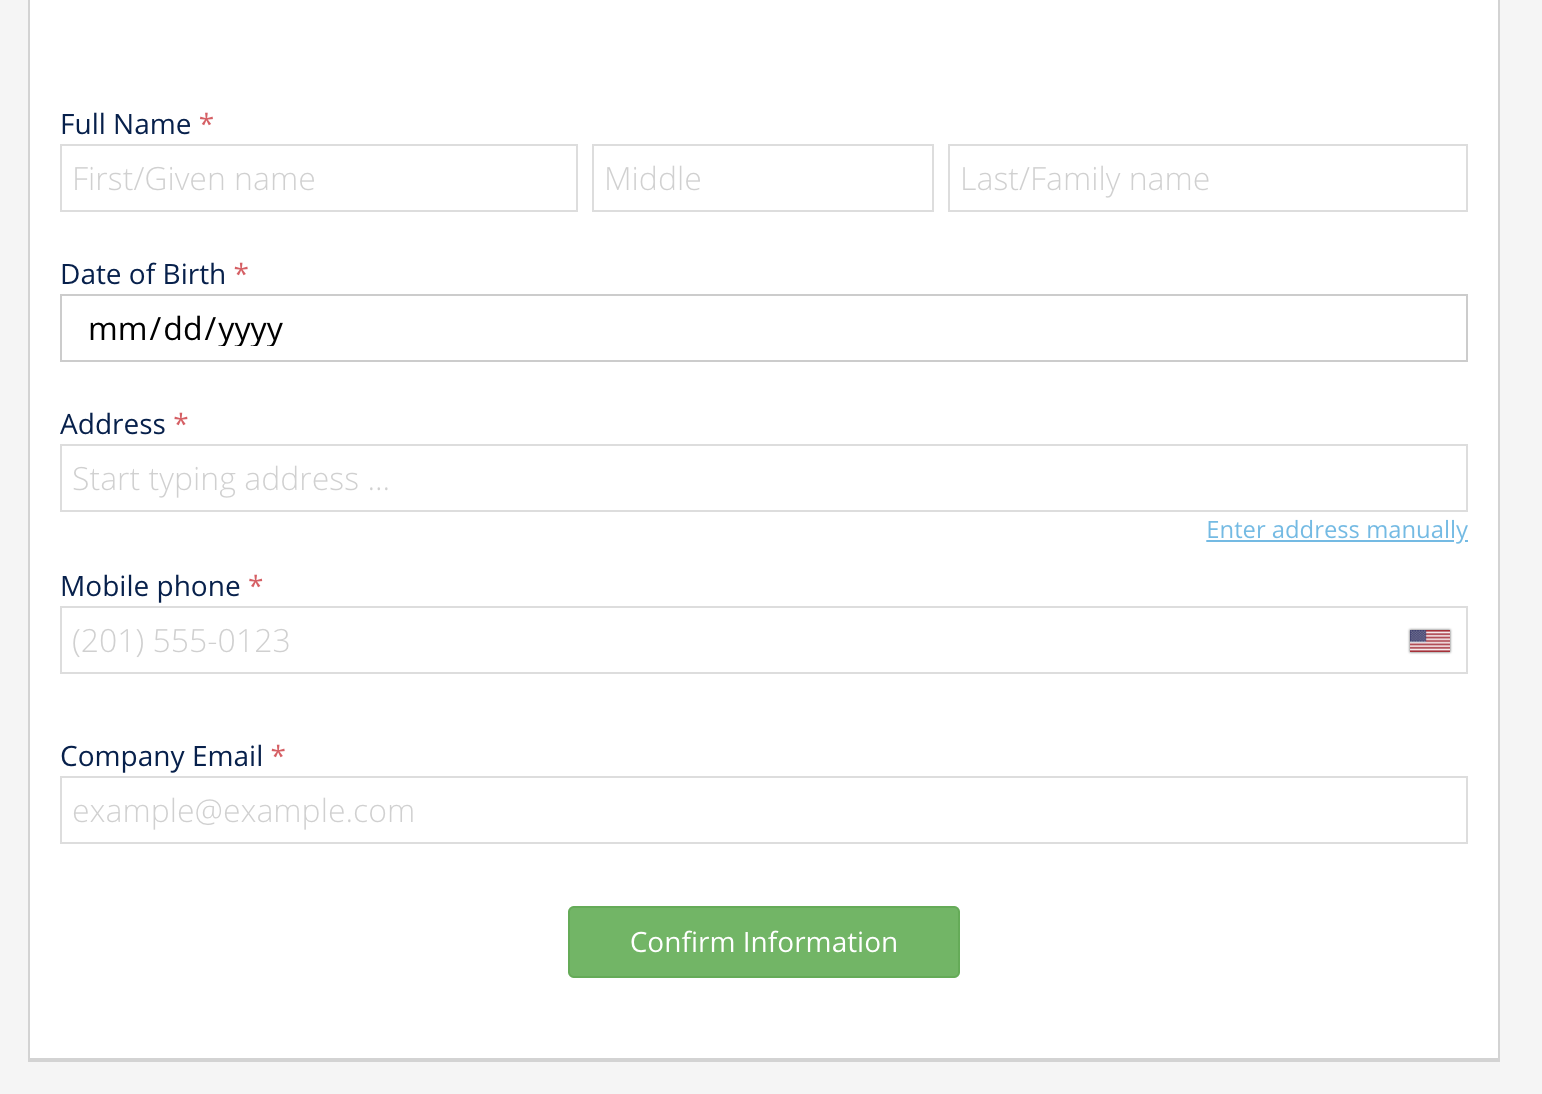 Full Name *
First/Given name Middle Last/Family name
Date of Birth *
mm/dd/yyyy
Address *
Start typing address ...
Enter address manually
Mobile phone *
(201) 555-0123
Company Email *
example@example.com
Confirm Information